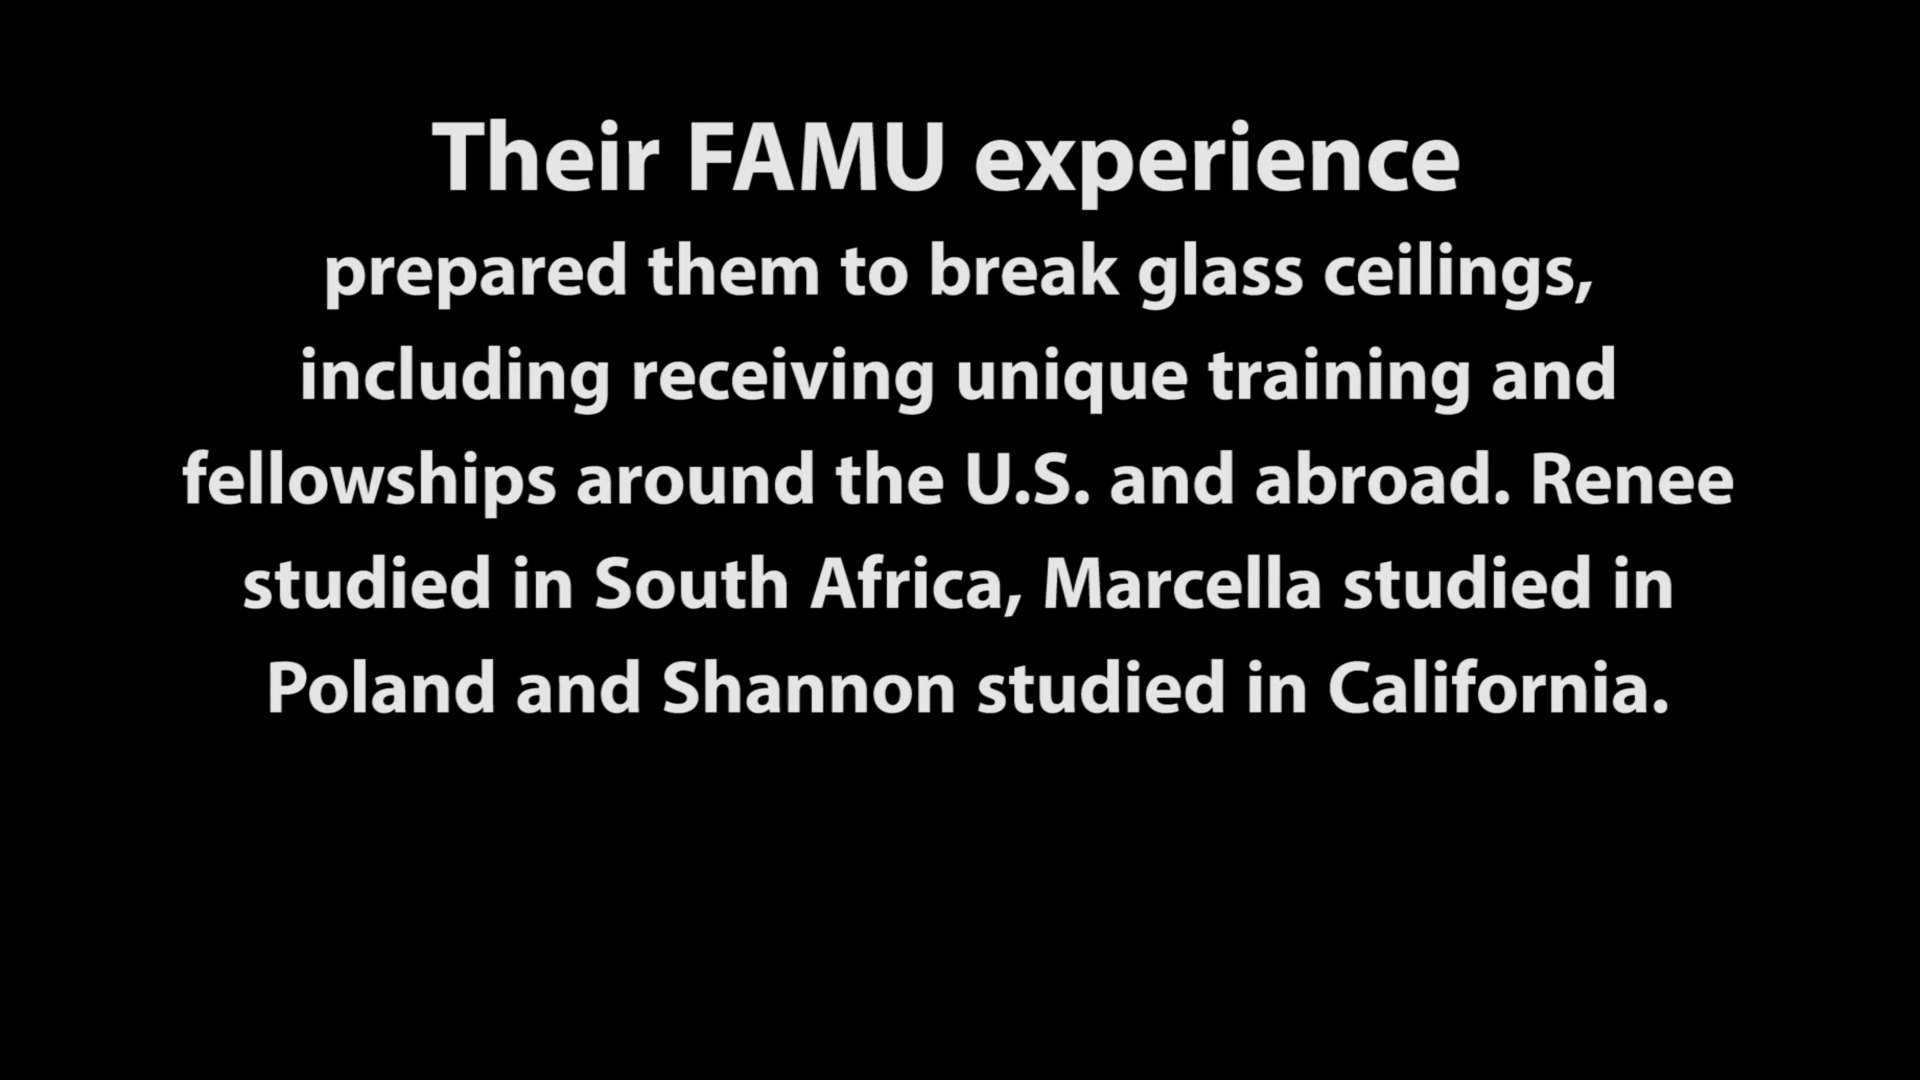 Their FAMU experience
prepared them to break glass ceilings,
including receiving unique training and
fellowships around the U.S. and abroad. Renee
studied in South Africa, Marcella studied in
Poland and Shannon studied in California.